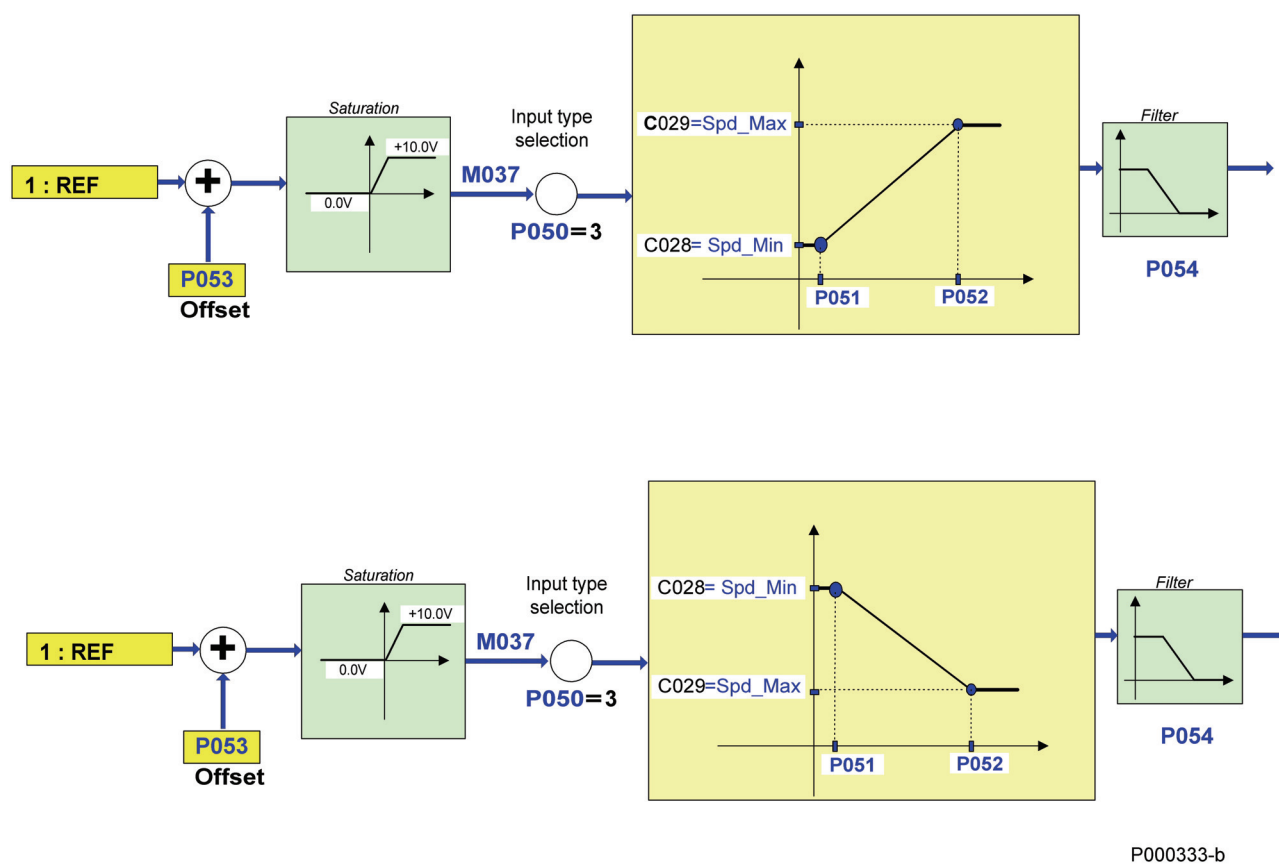 Saturation
Input type
selection
Filter
C029=Spd_Max
+10.0V
1 : REF
+
M037
0.0V
P050=3
C028= Spd_Min
P053
Offset
P051
P052
P054
Saturation
Input type
selection
Filter
C028= Spd_Min
+10.0V
1 : REF
+
M037
0.0V
P050=3
C029=Spd_Max
P053
Offset
P051
P052
P054
P000333-b